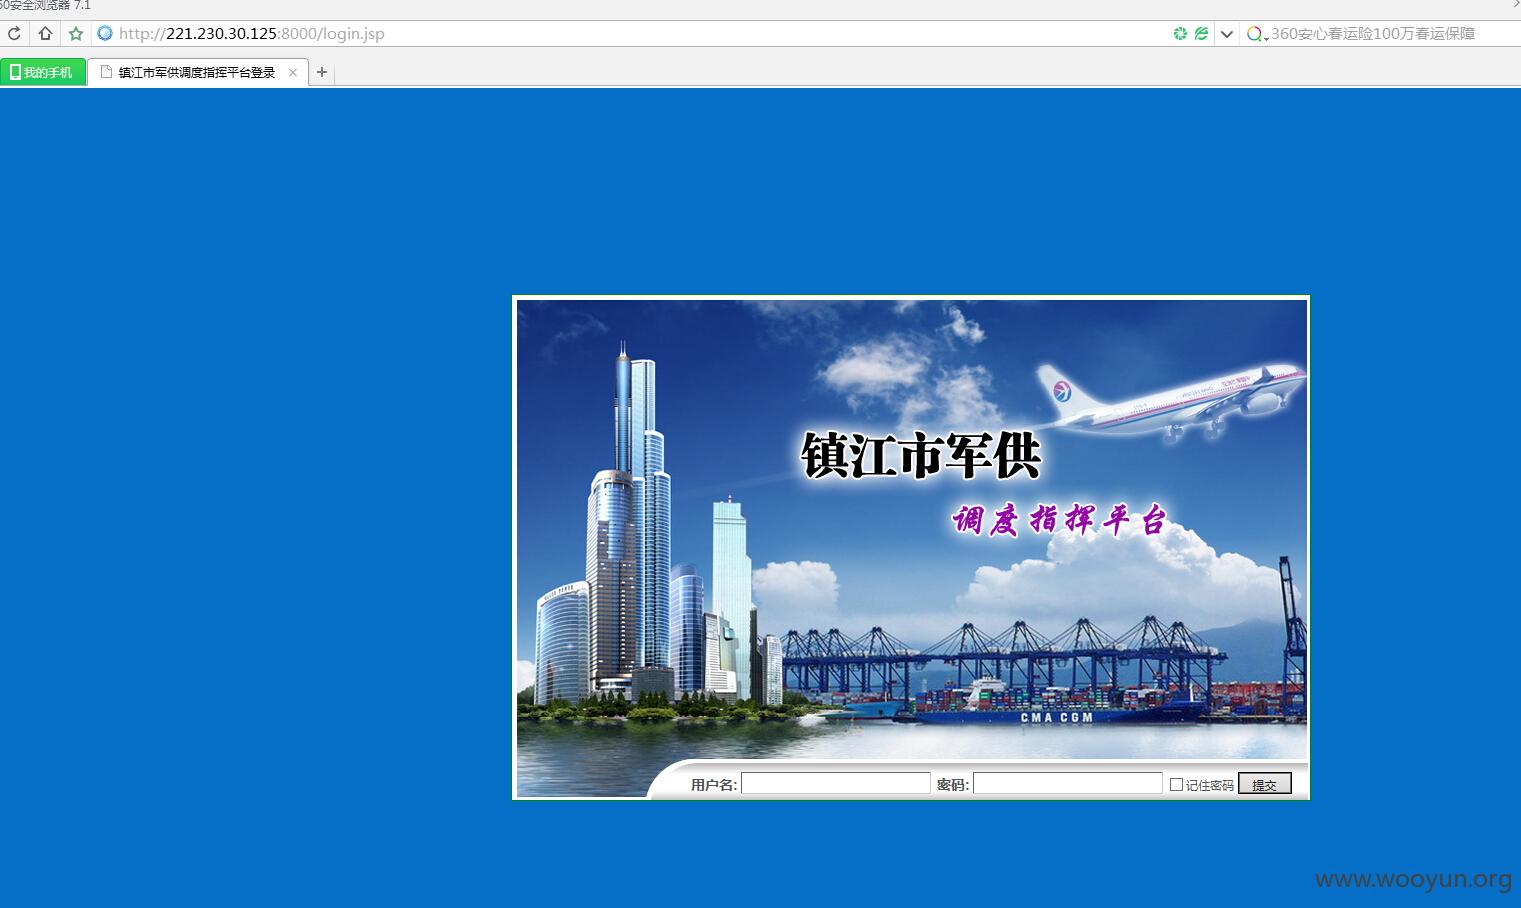 360安全浏览器 7.1
http://221.230.30.125:8000/login.jsp
360安心春运险100万春运保障
我的手机
镇江市军供调度指挥平台登录
镇江市军供
调度指挥平台
CMA CGM
用户名:
密码:
记住密码
提交
www.wooyun.org